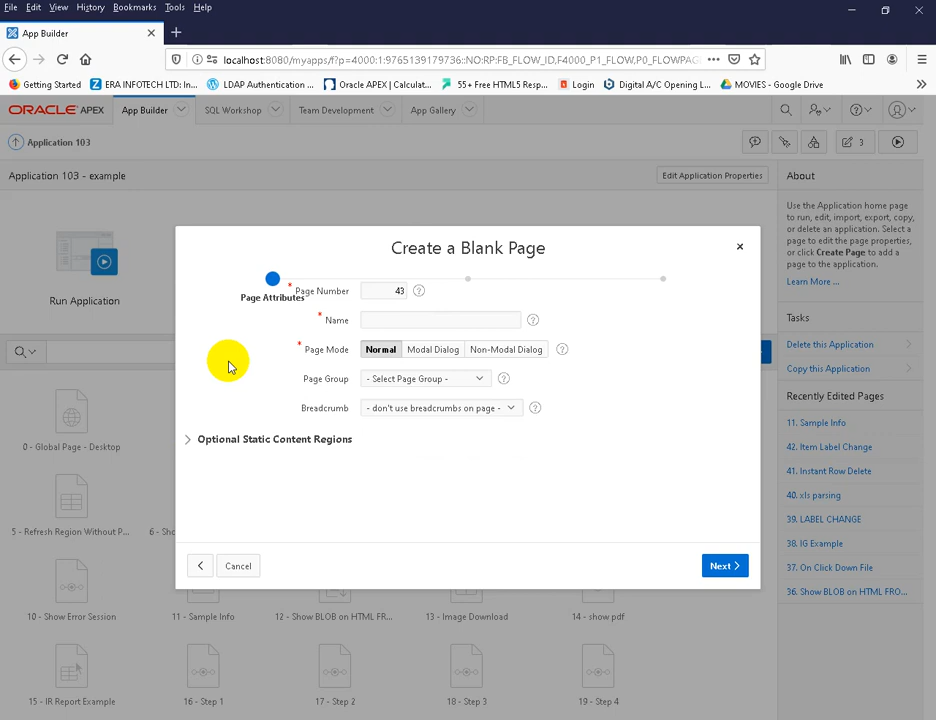 File Edit View History Bookmarks Tools Help
App Builder
localhost:8080/myapps/f?p=4000:1:9765139179736::NO:RP:FB_FLOW_ID,F4000_P1_FLOW,P0_FLOWPAG
Getting Started ERA INFOTECH LTD: In... LDAP Authentication ... Oracle APEX | Calculat... 55+ Free HTML5 Resp... Login Digital A/C Opening L... MOVIES - Google Drive
ORACLE APEX App Builder SQL Workshop Team Development App Gallery
Application 103 3
Application 103 - example Edit Application Properties About
Use the Application home page
to run, edit, import, export, copy,
or delete an application. Select a
page to edit the page properties,
or click Create Page to add a
page to the application.
Learn More ...
Create a Blank Page
Page Attributes
* Page Number 43
Run Application
* Name
Tasks
* Page Mode Normal Modal Dialog Non-Modal Dialog
Delete this Application
Copy this Application
Page Group - Select Page Group -
Recently Edited Pages
Breadcrumb - don't use breadcrumbs on page -
11. Sample Info
Optional Static Content Regions
42. Item Label Change
0 - Global Page - Desktop
41. Instant Row Delete
40. xls parsing
39. LABEL CHANGE
5 - Refresh Region Without P... 6 - Sho
38. IG Example
Cancel Next
37. On Click Down File
36. Show BLOB on HTML FRO...
10 - Show Error Session 11 - Sample Info 12 - Show BLOB on HTML FR... 13 - Image Download 14 - show pdf
15 - IR Report Example 16 - Step 1 17 - Step 2 18 - Step 3 19 - Step 4